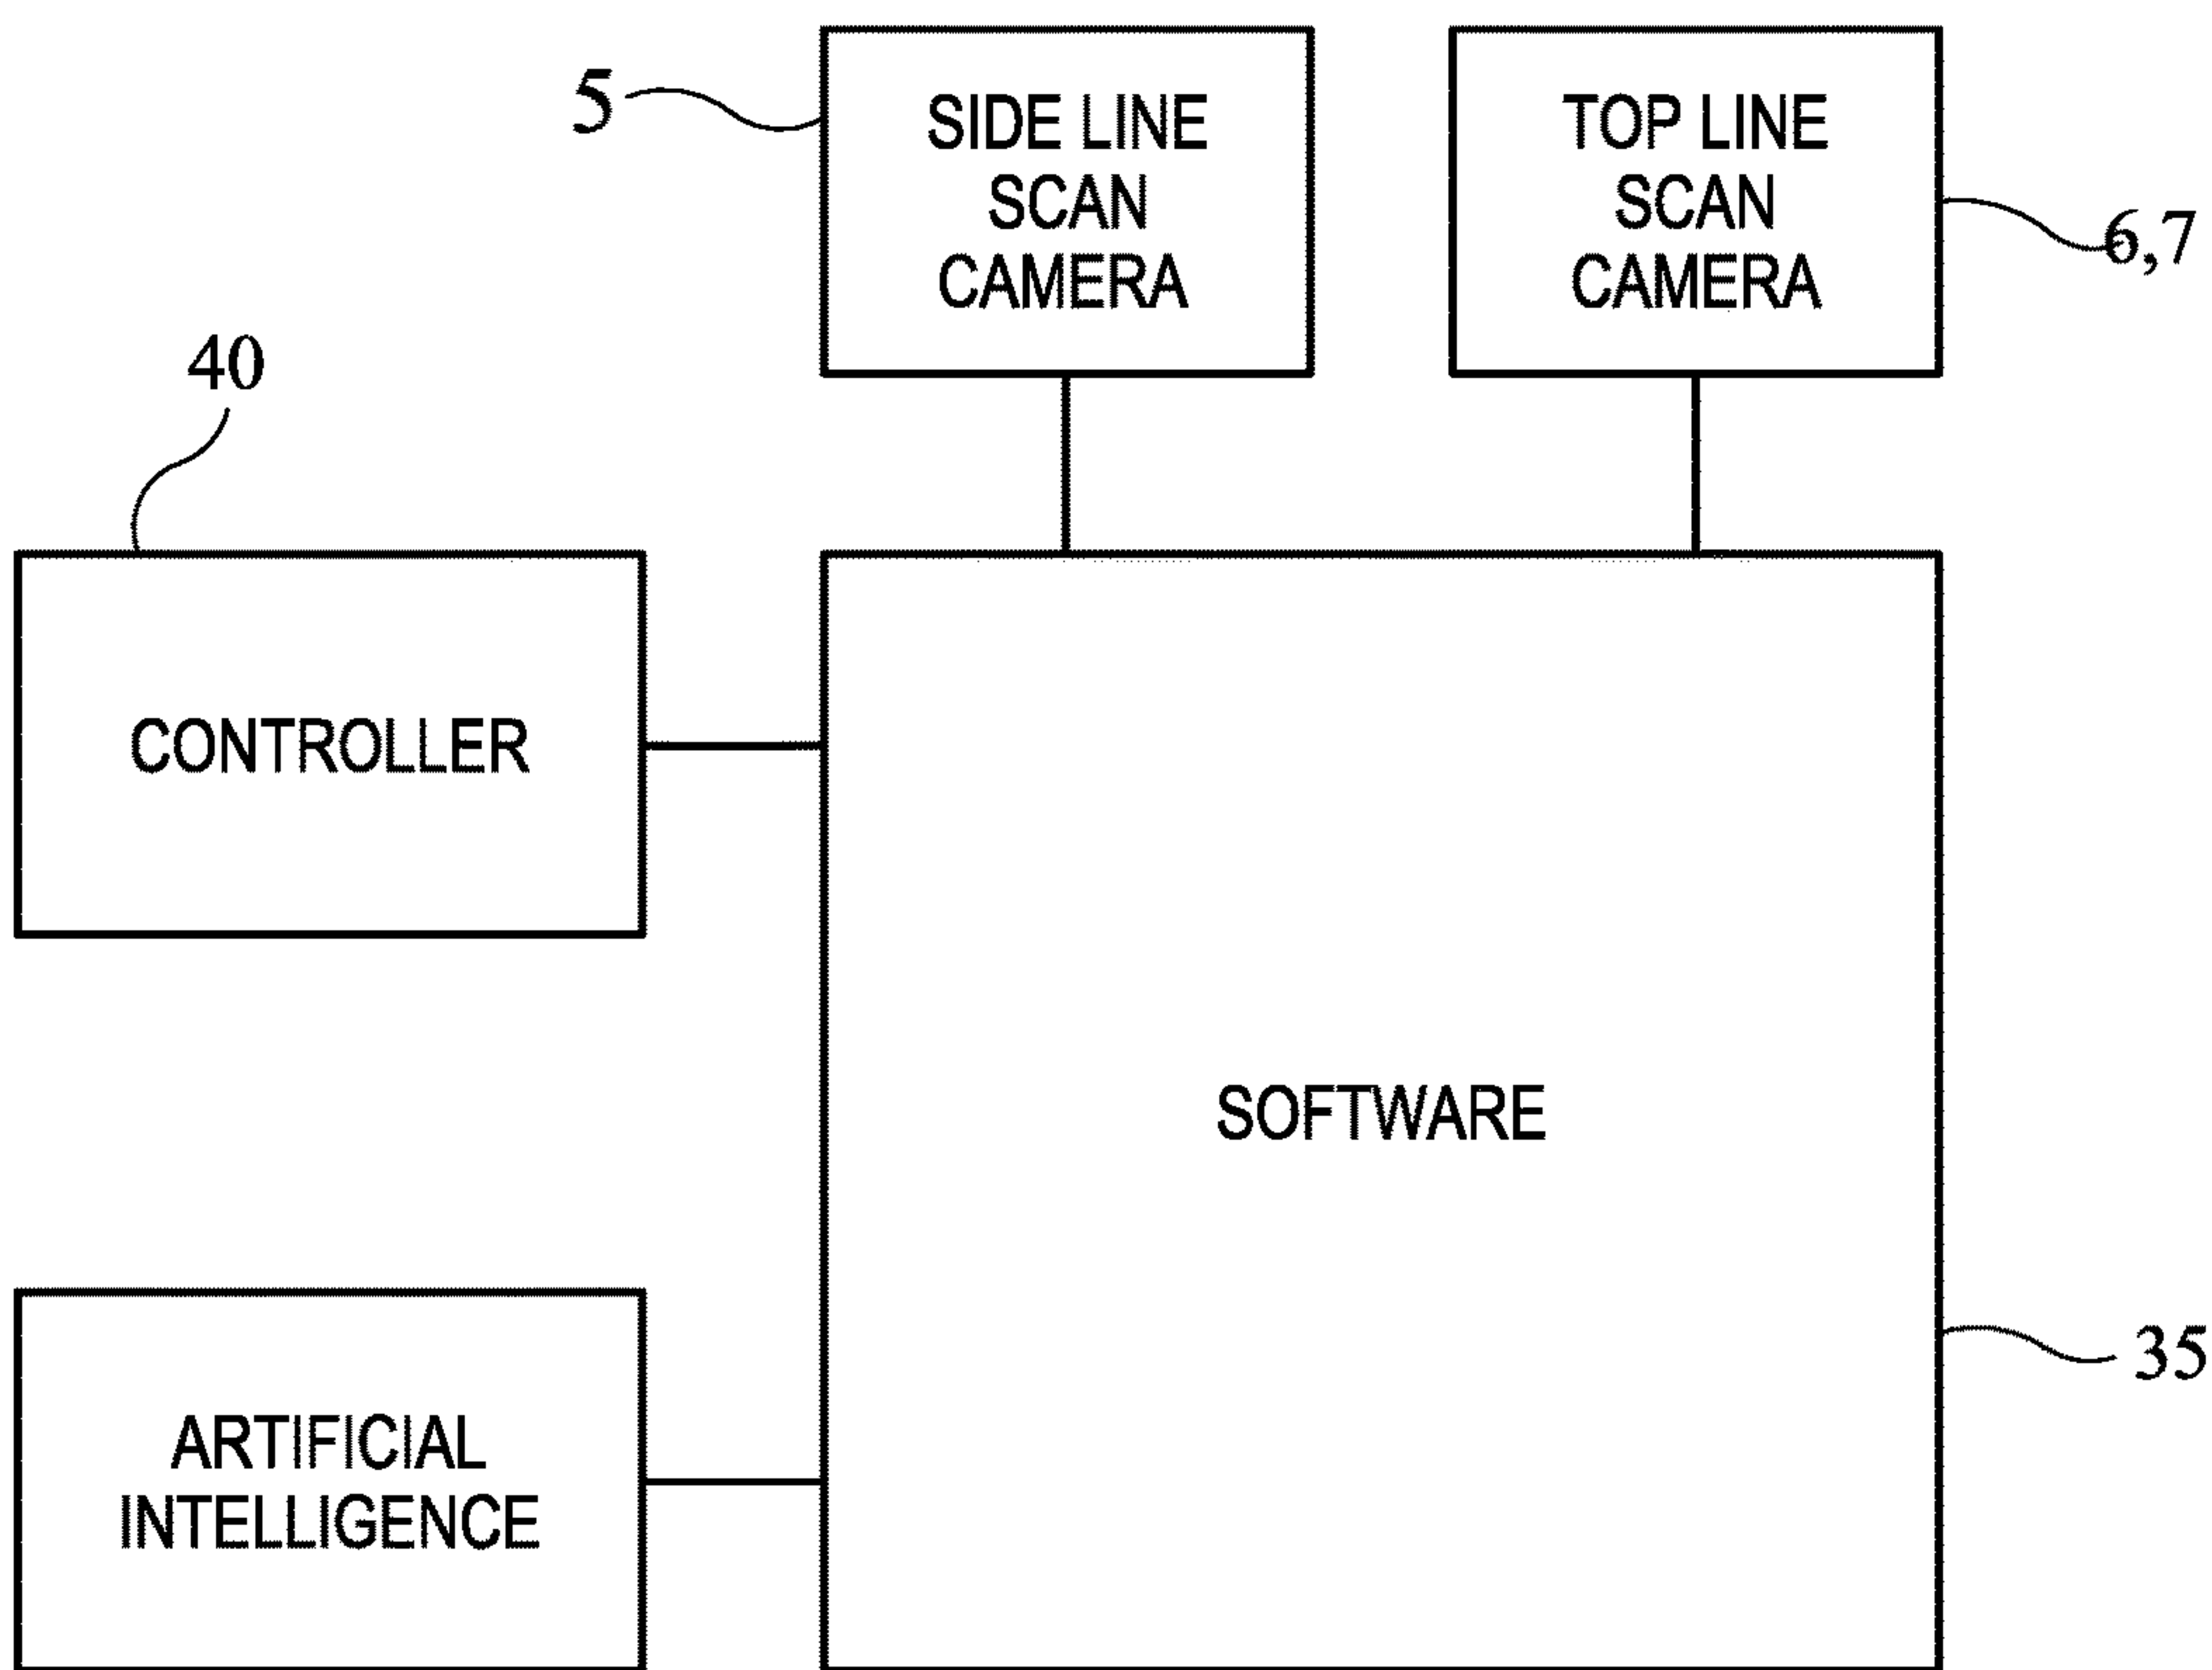 5
SIDE LINE
SCAN
CAMERA
TOP LINE
SCAN
CAMERA
6,7
40
CONTROLLER
SOFTWARE
35
ARTIFICIAL
INTELLIGENCE